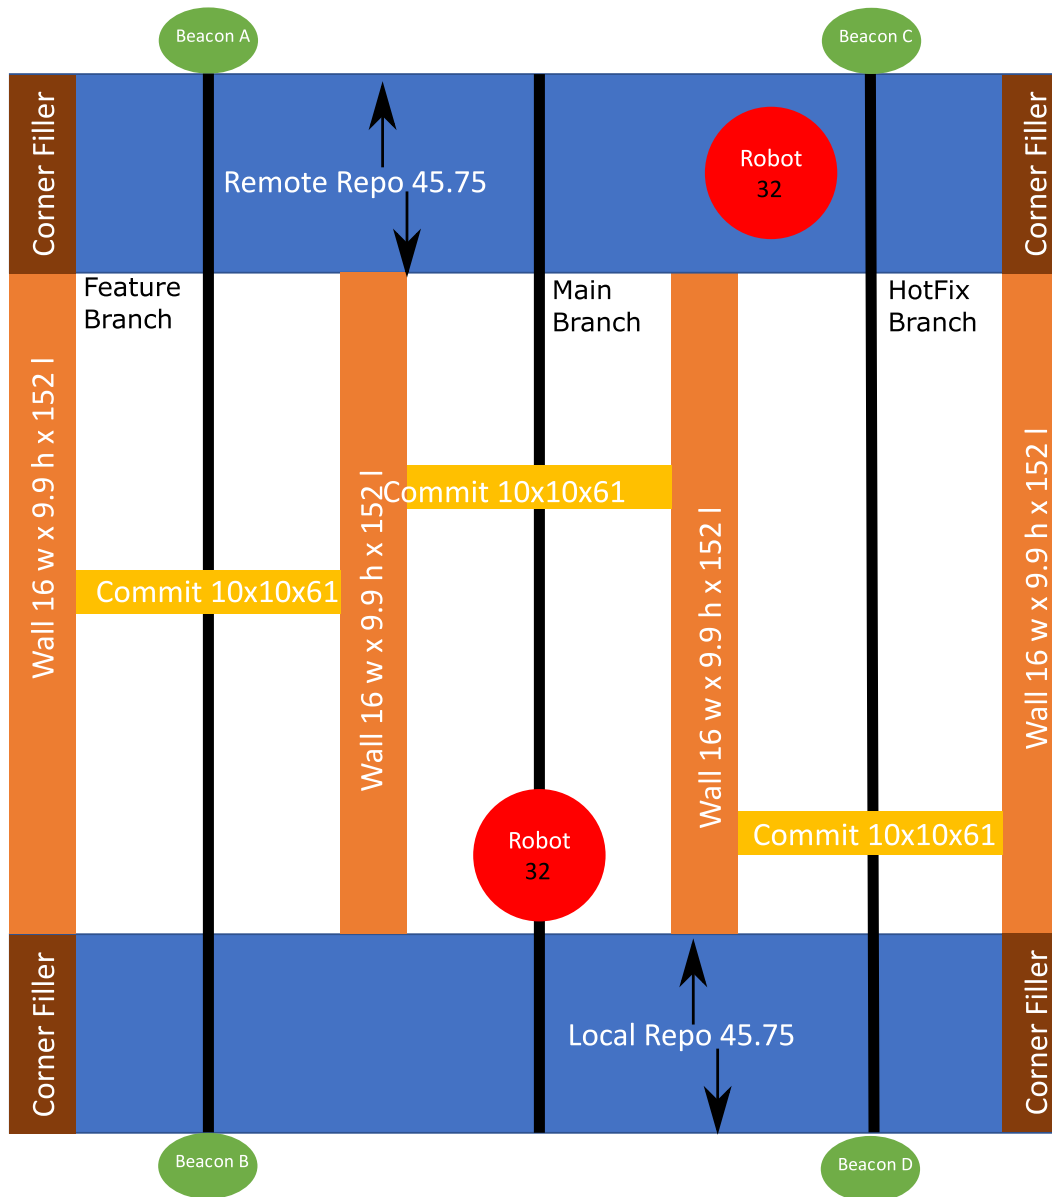 Beacon A
Beacon C
Corner Filler
Remote Repo 45.75
Robot
32
Corner Filler
Feature
Branch
Main
Branch
HotFix
Branch
Wall 16 w x 9.9 h x 152 l
Wall 16 w x 9.9 h x 152 l
Commit 10x10x61
Wall 16 w x 9.9 h x 152 l
Wall 16 w x 9.9 h x 152 l
Commit 10x10x61
Robot
32
Commit 10x10x61
Corner Filler
Local Repo 45.75
Corner Filler
Beacon B
Beacon D